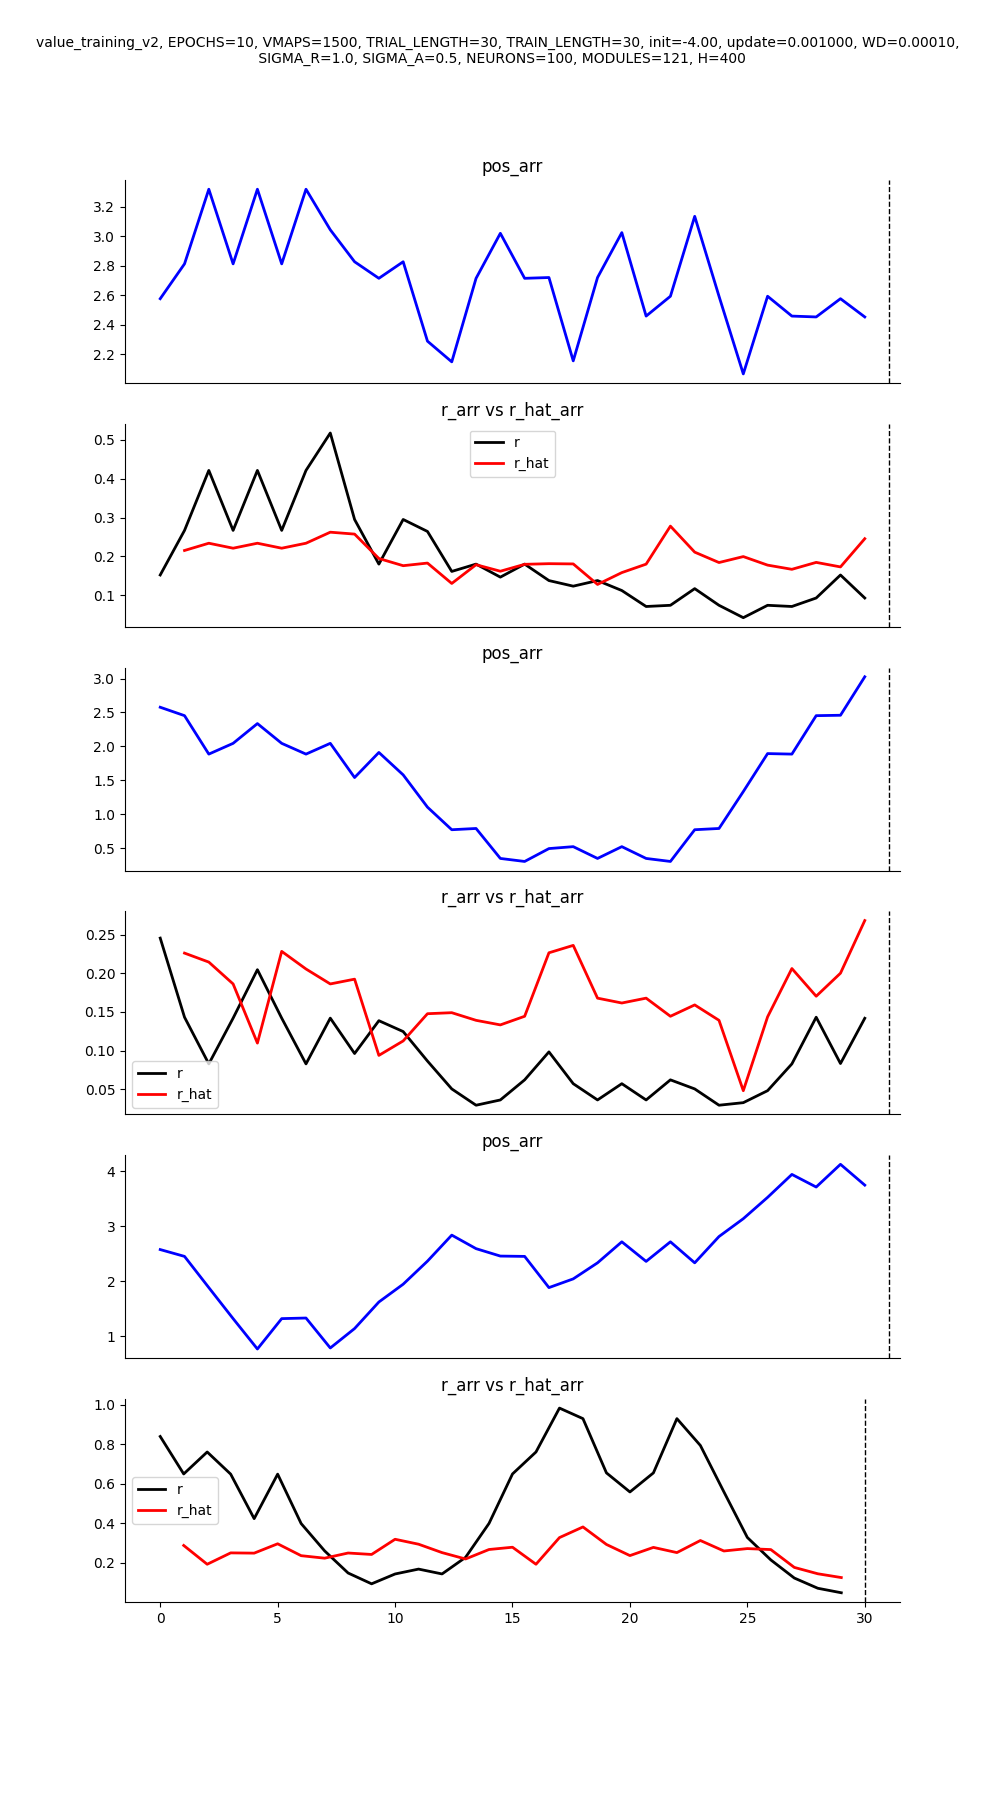 value_training_v2, EPOCHS=10, VMAPS=1500, TRIAL_LENGTH=30, TRAIN_LENGTH=30, init=-4.00, update=0.001000, WD=0.00010,
SIGMA_R=1.0, SIGMA_A=0.5, NEURONS=100, MODULES=121, H=400
pos_arr
3.2
3.0
2.8
2.6
2.4
2.2
r_arr vs r_hat_arr
0.5
0.4
0.3
0.2
0.1
r
r_hat
pos_arr
3.0
2.5
2.0
1.5
1.0
0.5
r_arr vs r_hat_arr
0.25
0.20
0.15
0.10
0.05
r
r_hat
pos_arr
4
3
2
1
r_arr vs r_hat_arr
1.0
0.8
0.6
0.4
0.2
r
r_hat
0 5 10 15 20 25 30